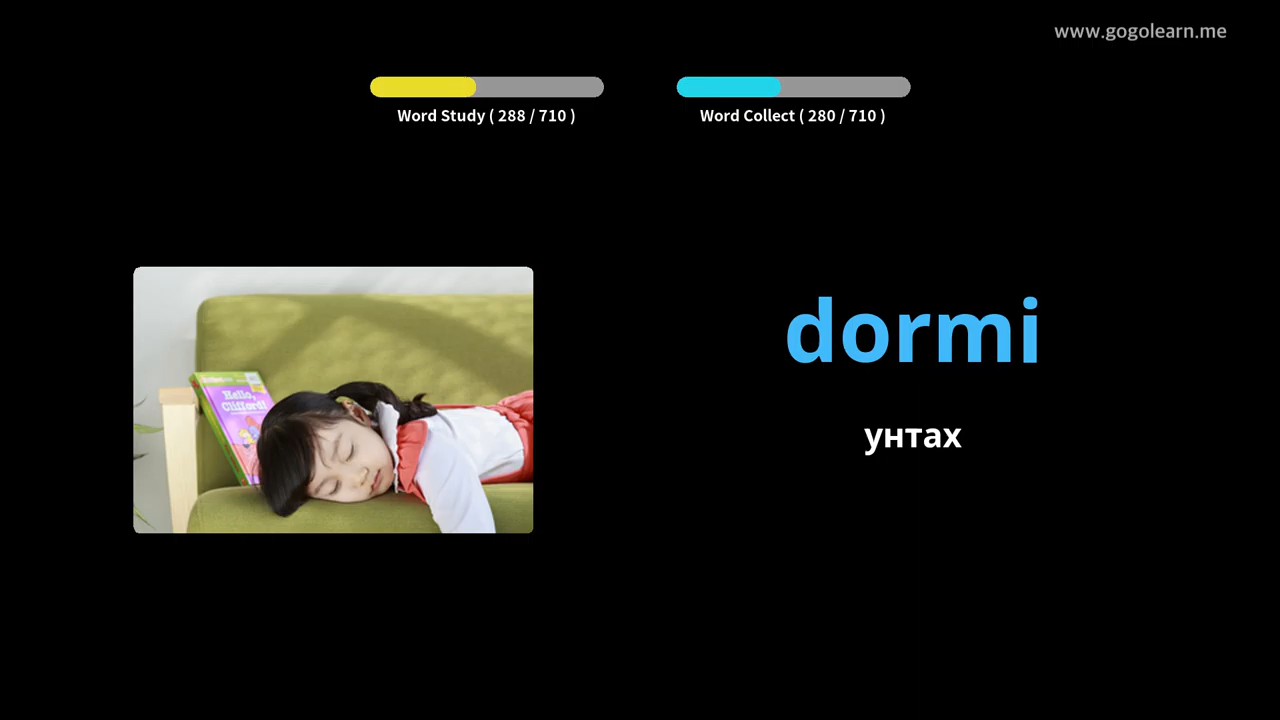 www.gogolearn.me
Word Study ( 288 / 710 )
Word Collect ( 280 / 710 )
dormi
унтах
Hello,
Clifford!